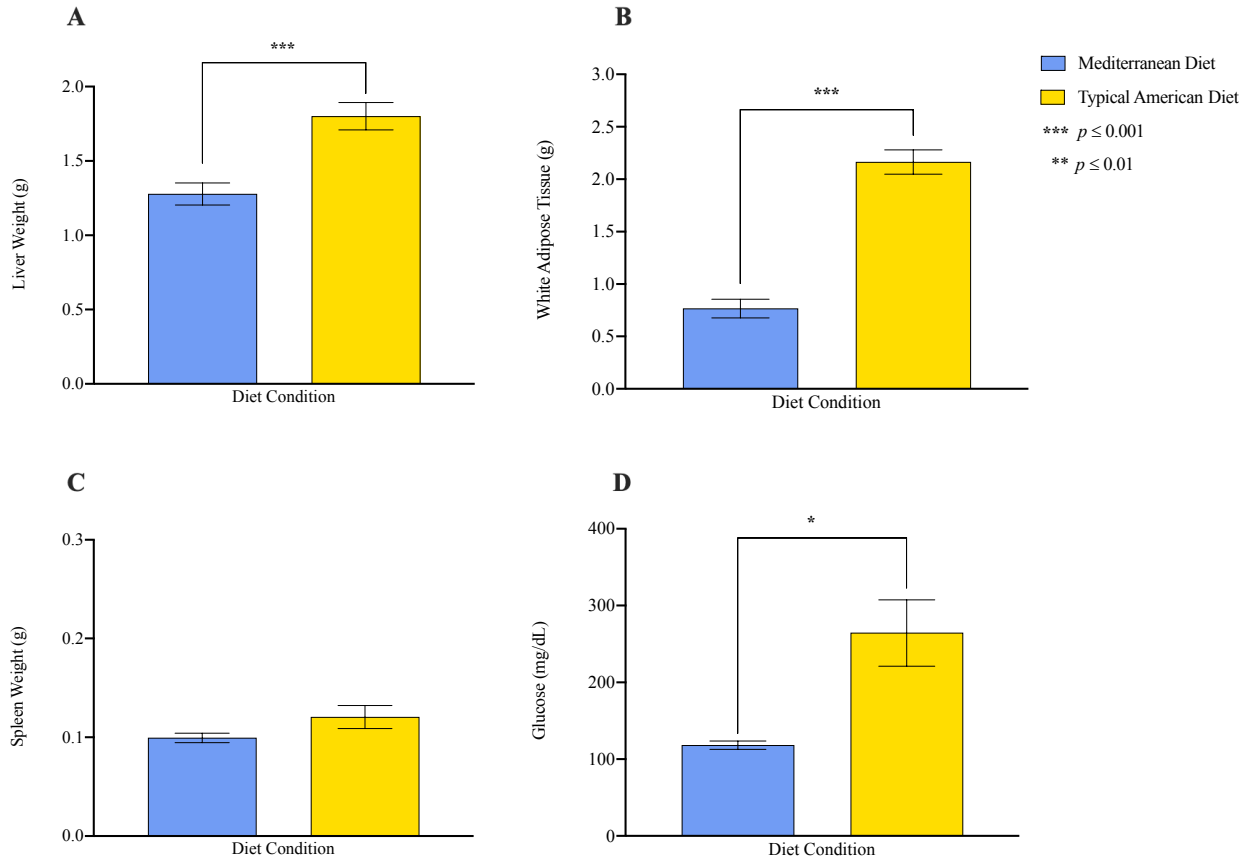 A
***
2.0
1.5
1.0
0.5
0.0
Liver Weight (g)
Diet Condition
B
***
3.0
2.5
2.0
1.5
1.0
0.5
0.0
White Adipose Tissue (g)
Diet Condition
Mediterranean Diet
Typical American Diet
*** p ≤ 0.001
** p ≤ 0.01
C
0.3
0.2
0.1
0.0
Spleen Weight (g)
Diet Condition
D
*
400
300
200
100
0
Glucose (mg/dL)
Diet Condition